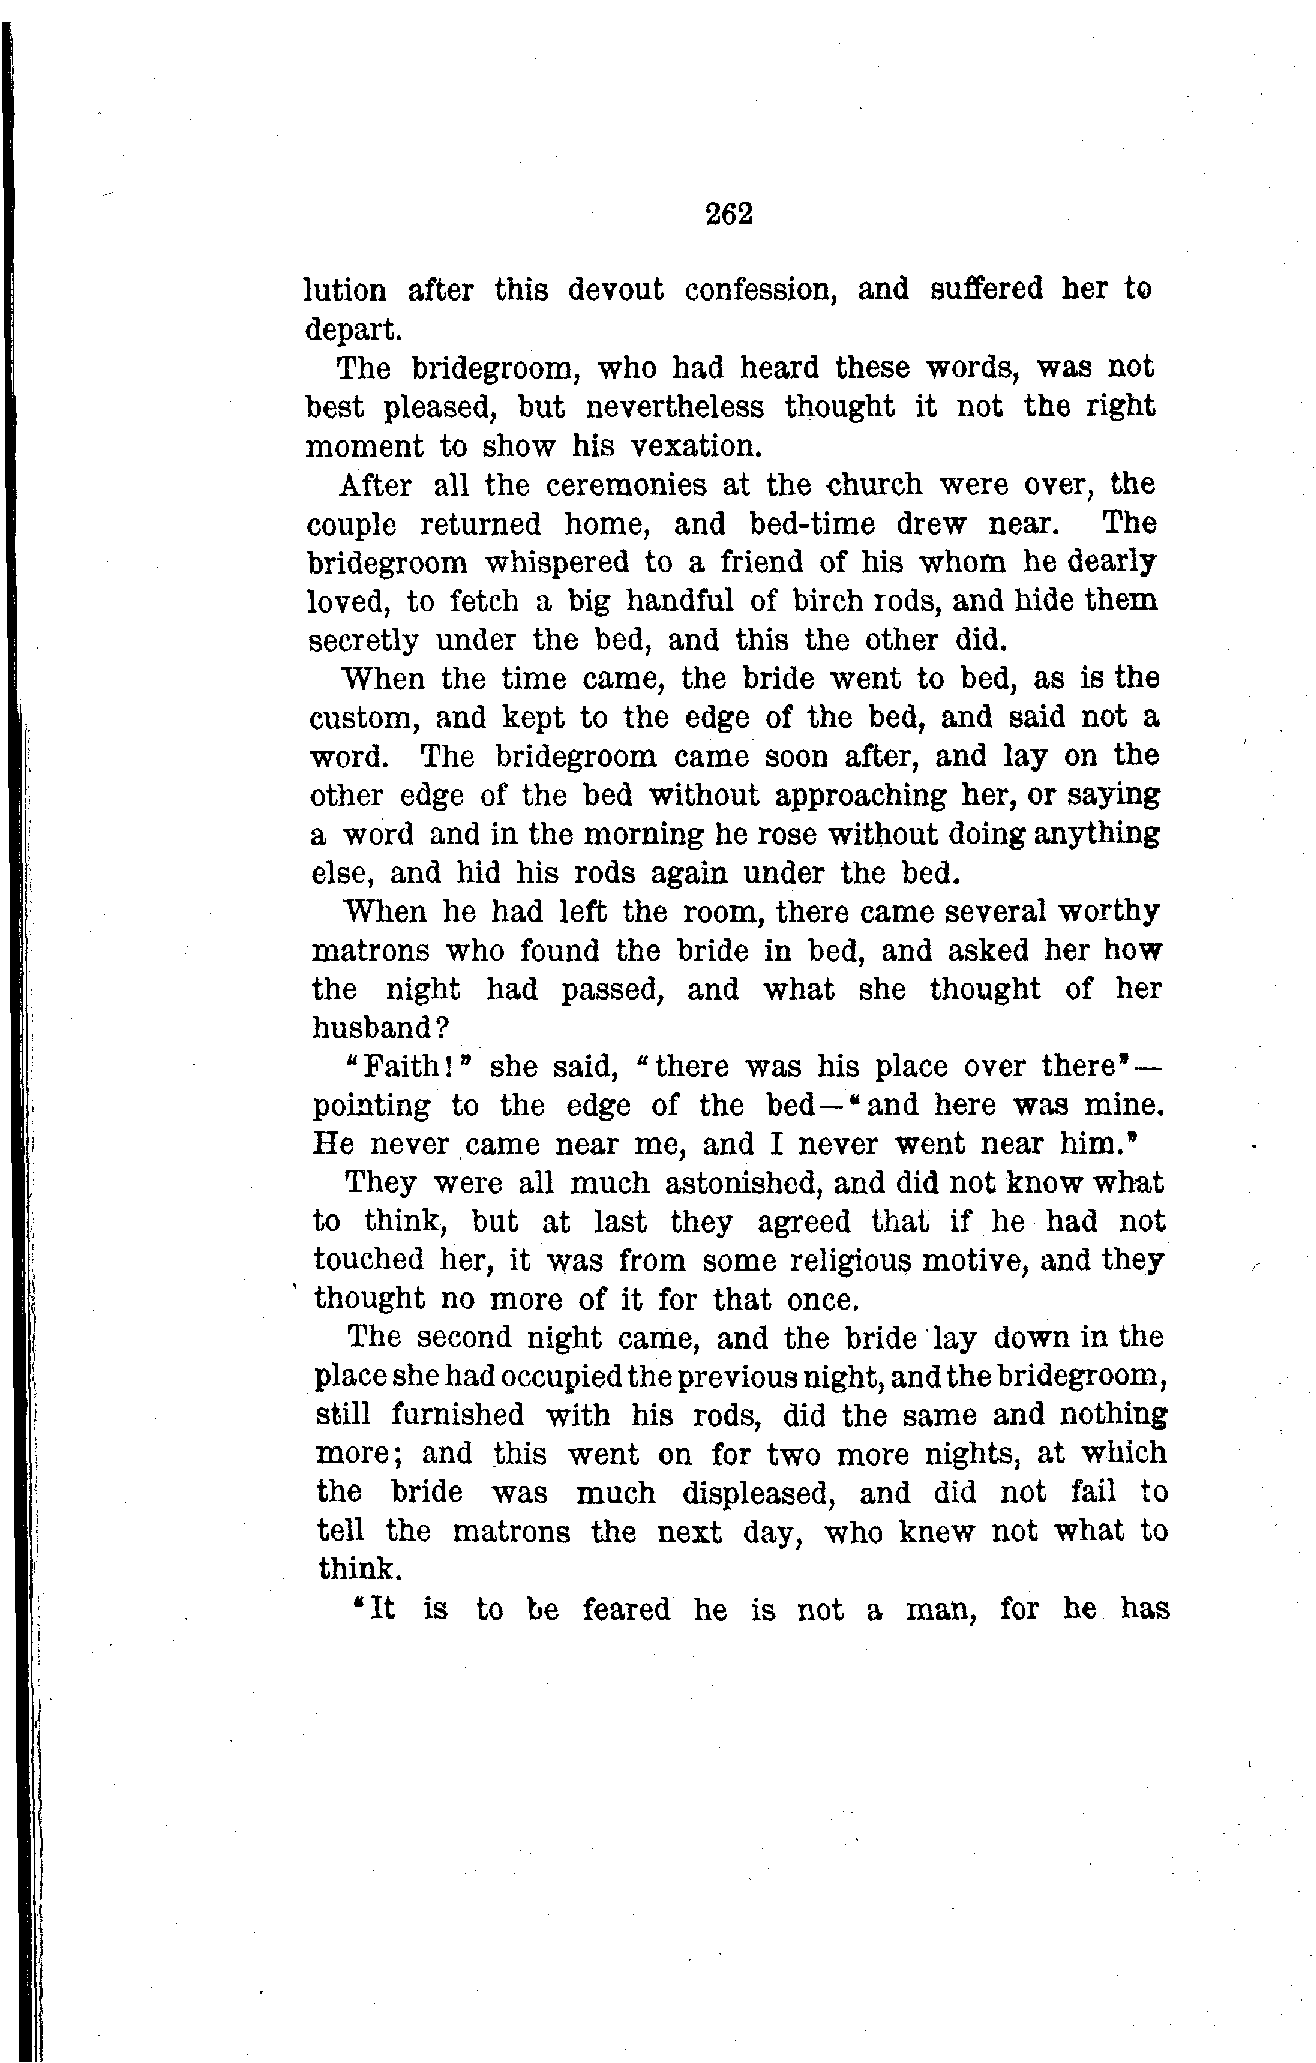 262
lution after this devout confession, and suffered her to
depart.
The bridegroom, who had heard these words, was not
best pleased, but nevertheless thought it not the right
moment to show his vexation.
After all the ceremonies at the church were over, the
couple returned home, and bed-time drew near. The
bridegroom whispered to a friend of his whom he dearly
loved, to fetch a big handful of birch rods, and hide them
secretly under the bed, and this the other did.
When the time came, the bride went to bed, as is the
custom, and kept to the edge of the bed, and said not a
word. The bridegroom came soon after, and lay on the
other edge of the bed without approaching her, or saying
a word and in the morning he rose without doing anything
else, and hid his rods again under the bed.
When he had left the room, there came several worthy
matrons who found the bride in bed, and asked her how
the night had passed, and what she thought of her
husband?
“Faith!” she said, “there was his place over there”—
pointing to the edge of the bed—“and here was mine.
He never came near me, and I never went near him.”
They were all much astonished, and did not know what
to think, but at last they agreed that if he had not
touched her, it was from some religious motive, and they
thought no more of it for that once.
The second night came, and the bride lay down in the
place she had occupied the previous night, and the bridegroom,
still furnished with his rods, did the same and nothing
more; and this went on for two more nights, at which
the bride was much displeased, and did not fail to
tell the matrons the next day, who knew not what to
think.
“It is to be feared he is not a man, for he has